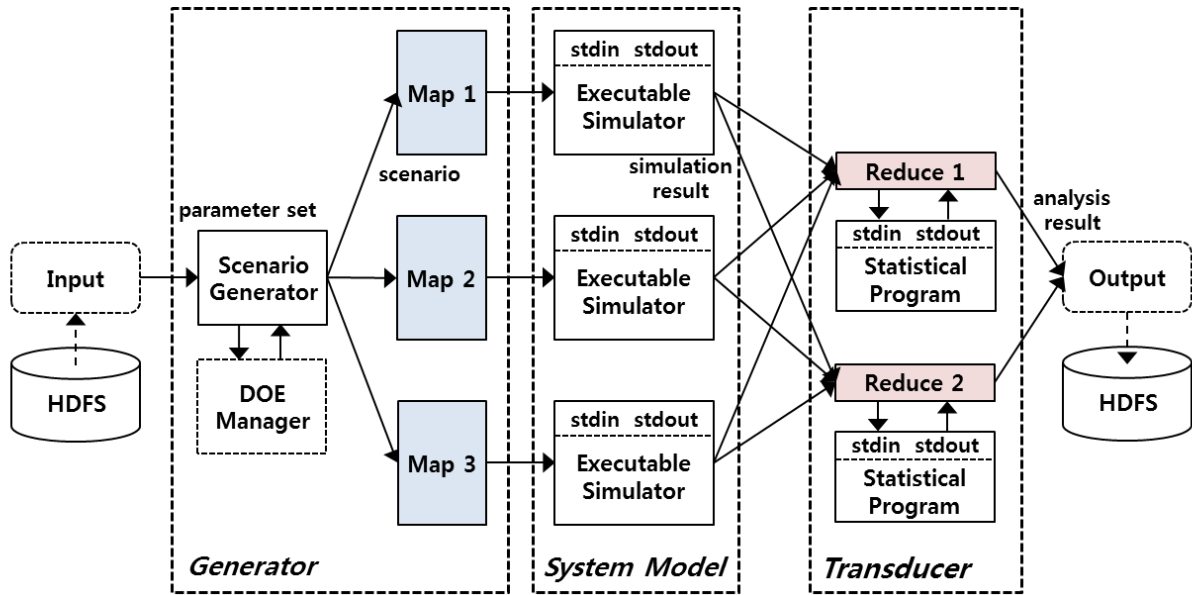 Input
HDFS
parameter set
Scenario
Generator
DOE
Manager
scenario
Map 1
Map 2
Map 3
Generator
stdin stdout
Executable
Simulator
simulation
result
stdin stdout
Executable
Simulator
stdin stdout
Executable
Simulator
System Model
Reduce 1
stdin stdout
Statistical
Program
Reduce 2
stdin stdout
Statistical
Program
Transducer
analysis
result
Output
HDFS